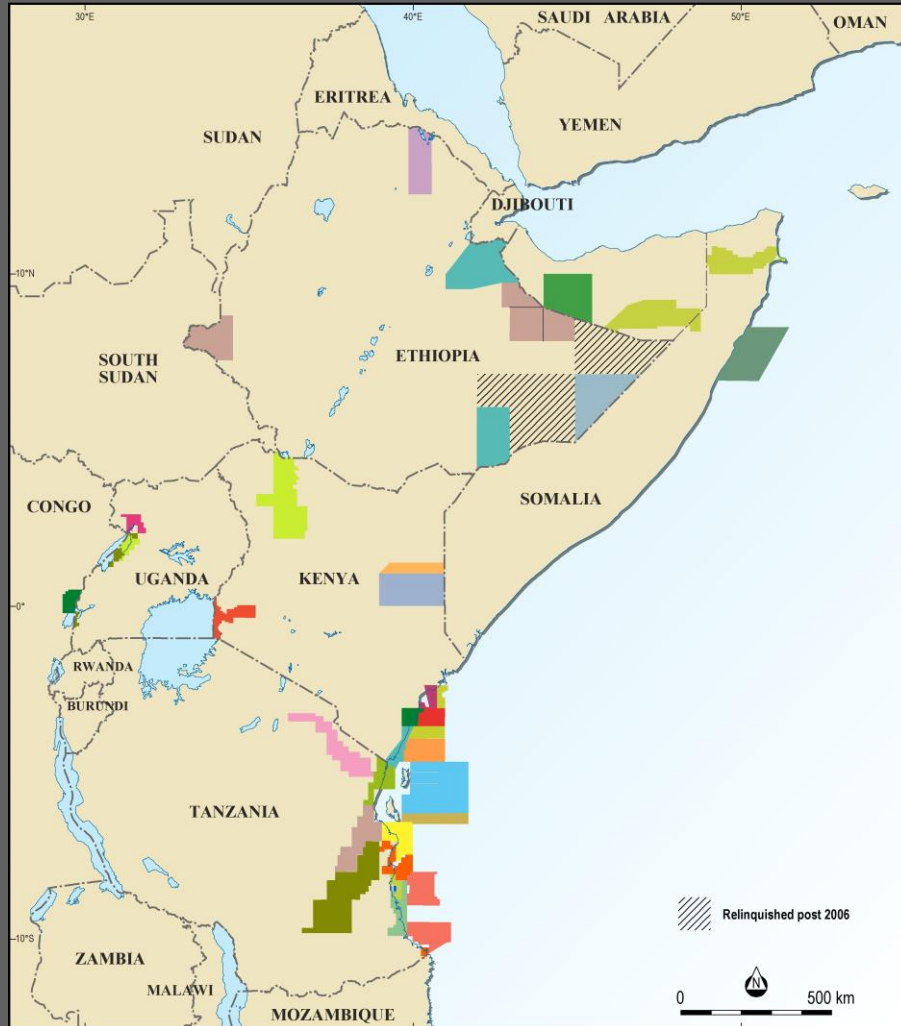 30°E
40°E
50°E
SAUDI ARABIA
OMAN
ERITREA
SUDAN
YEMEN
DJIBOUTI
10°N
ETHIOPIA
SOUTH
SUDAN
SOMALIA
CONGO
UGANDA
KENYA
0°
RWANDA
BURUNDI
TANZANIA
Relinquished post 2006
10°S
ZAMBIA
MALAWI
N
0
500 km
MOZAMBIQUE